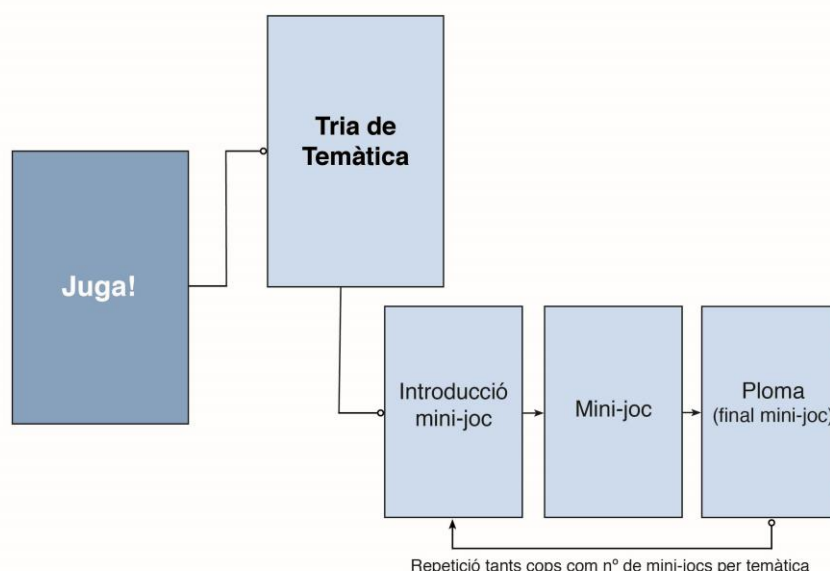 Juga!
Tria de
Temàtica
Introducció
mini-joc
Mini-joc
Ploma
(final mini-joc)
Repetició tants cops com nº de mini-jocs per temàtica